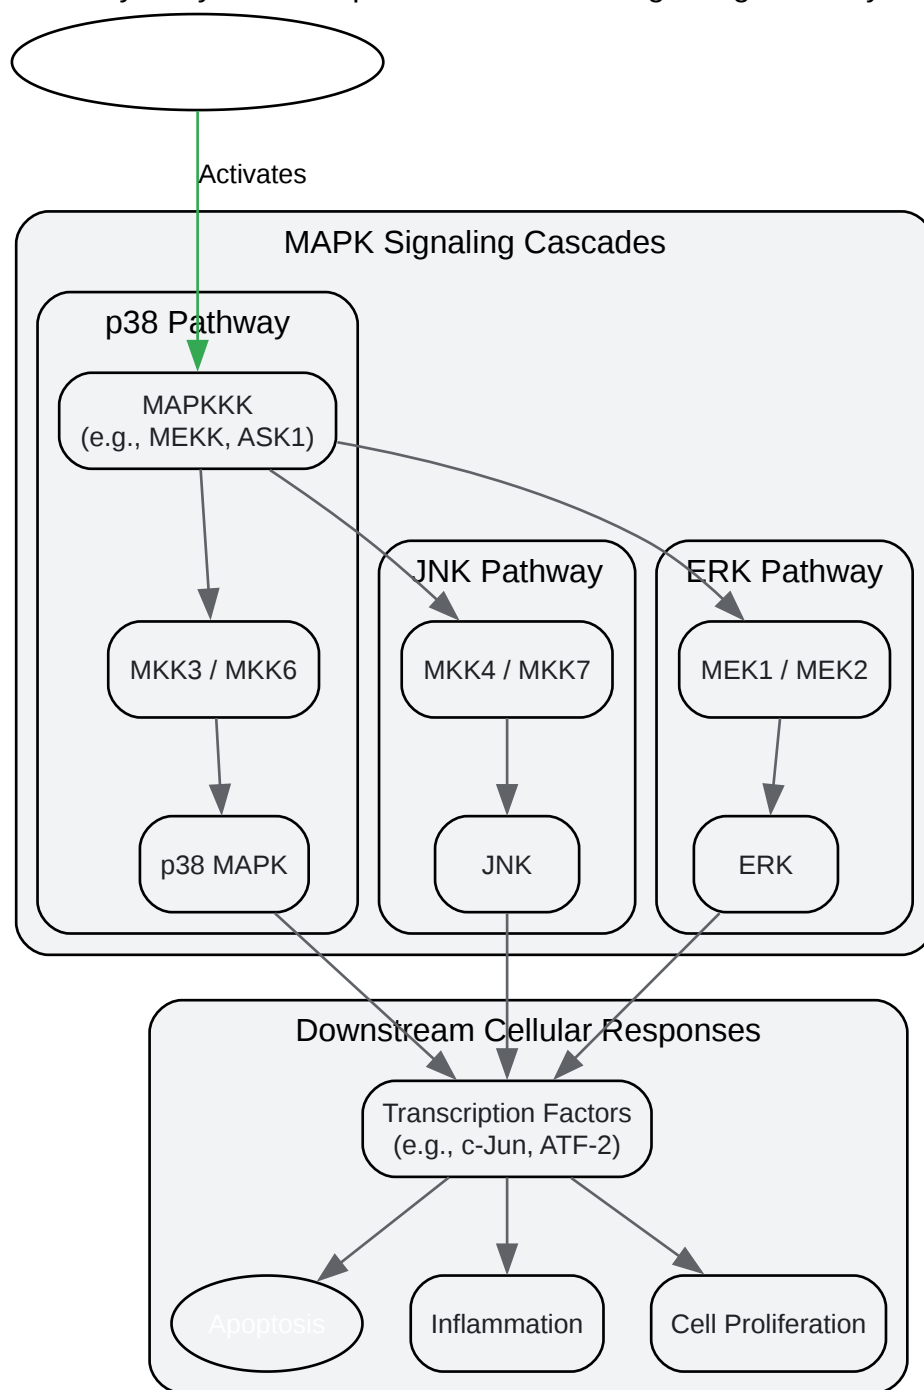 Activates
MAPK Signaling Cascades
p38 Pathway
MAPKKK
(e.g., MEKK, ASK1)
JNK Pathway
ERK Pathway
MKK3 / MKK6
MKK4 / MKK7
MEK1 / MEK2
p38 MAPK
JNK
ERK
Downstream Cellular Responses
Transcription Factors
(e.g., c-Jun, ATF-2)
Apoptosis
Inflammation
Cell Proliferation